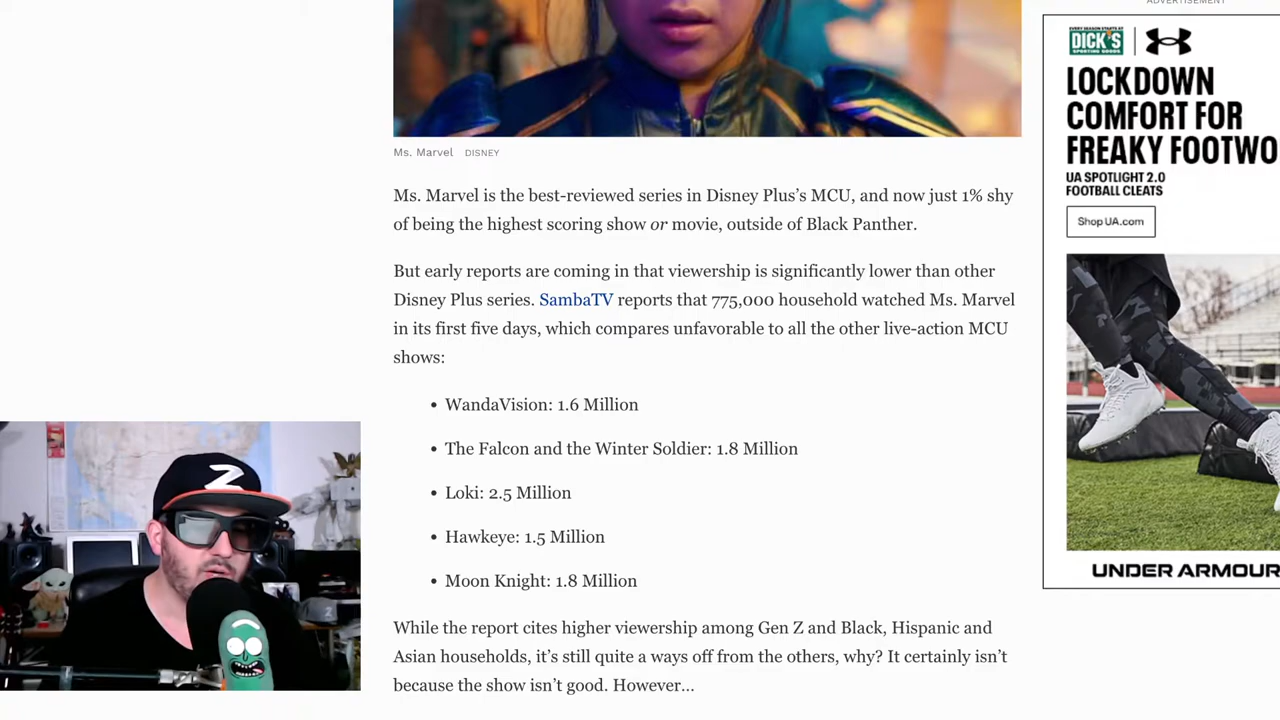 ADVERTISEMENT
EVERY SEASON STARTS AT
DICK'S
SPORTING GOODS
LOCKDOWN
COMFORT FOR
FREAKY FOOTWO
UA SPOTLIGHT 2.0
FOOTBALL CLEATS
Shop UA.com
UNDER ARMOUR
Ms. Marvel DISNEY
Ms. Marvel is the best-reviewed series in Disney Plus’s MCU, and now just 1% shy
of being the highest scoring show or movie, outside of Black Panther.
But early reports are coming in that viewership is significantly lower than other
Disney Plus series. SambaTV reports that 775,000 household watched Ms. Marvel
in its first five days, which compares unfavorable to all the other live-action MCU
shows:
• WandaVision: 1.6 Million
• The Falcon and the Winter Soldier: 1.8 Million
• Loki: 2.5 Million
• Hawkeye: 1.5 Million
• Moon Knight: 1.8 Million
While the report cites higher viewership among Gen Z and Black, Hispanic and
Asian households, it’s still quite a ways off from the others, why? It certainly isn’t
because the show isn’t good. However…
Z